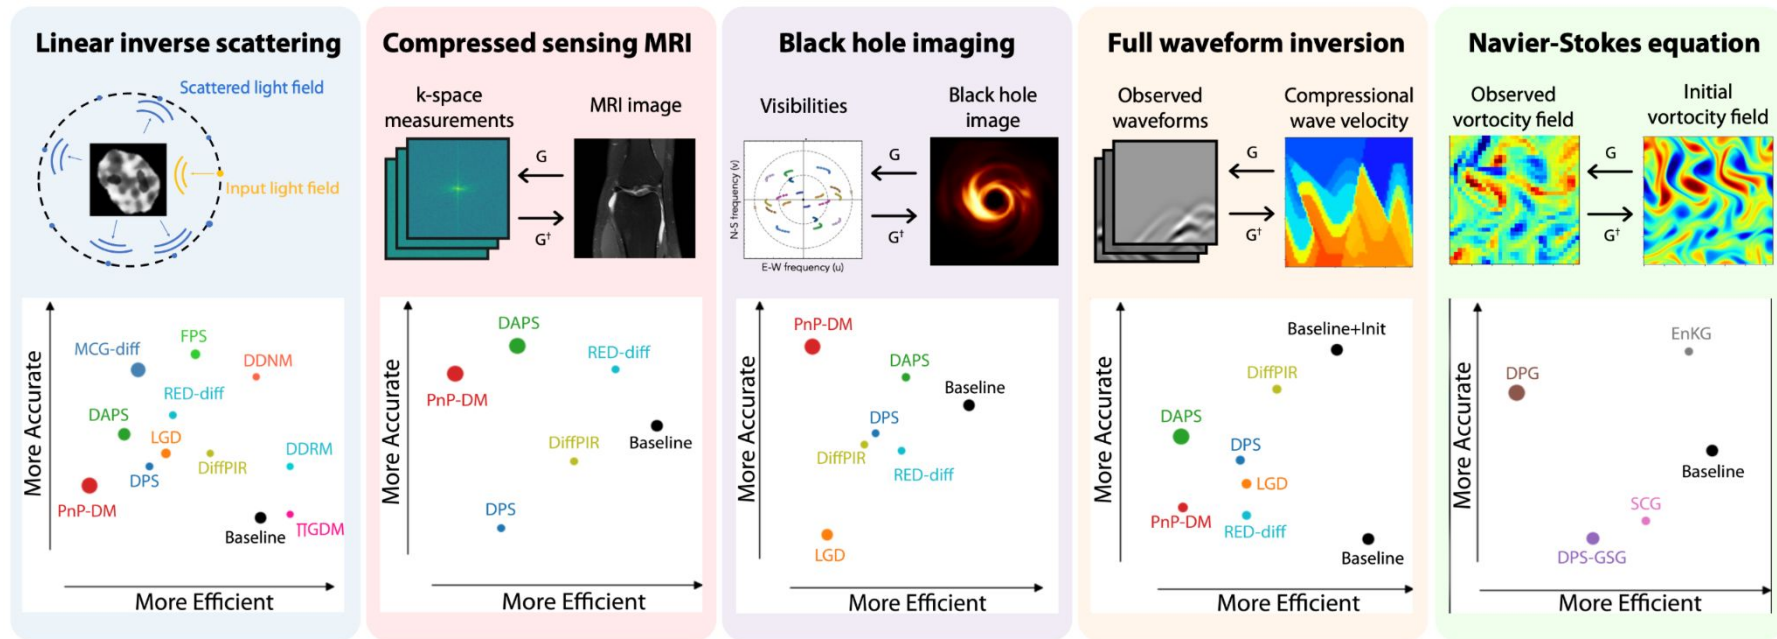 Linear inverse scattering
Scattered light field
Input light field
More Accurate
MCG-diff
FPS
DDNM
RED-diff
DAPS
LGD
DPS
DiffPIR
DDRM
PnP-DM
Baseline
ΠGDM
More Efficient
Compressed sensing MRI
k-space
measurements
MRI image
G
G†
More Accurate
DAPS
RED-diff
PnP-DM
Baseline
DiffPIR
DPS
More Efficient
Black hole imaging
Visibilities
Black hole
image
N-S frequency (v)
E-W frequency (u)
G
G†
More Accurate
PnP-DM
DAPS
Baseline
DPS
DiffPIR
RED-diff
LGD
More Efficient
Full waveform inversion
Observed
waveforms
Compressional
wave velocity
G
G†
More Accurate
Baseline+Init
DiffPIR
DAPS
DPS
LGD
PnP-DM
RED-diff
Baseline
More Efficient
Navier-Stokes equation
Observed
vortocity field
Initial
vorticity field
G
G†
More Accurate
EnKG
DPG
Baseline
SCG
DPS-GSG
More Efficient